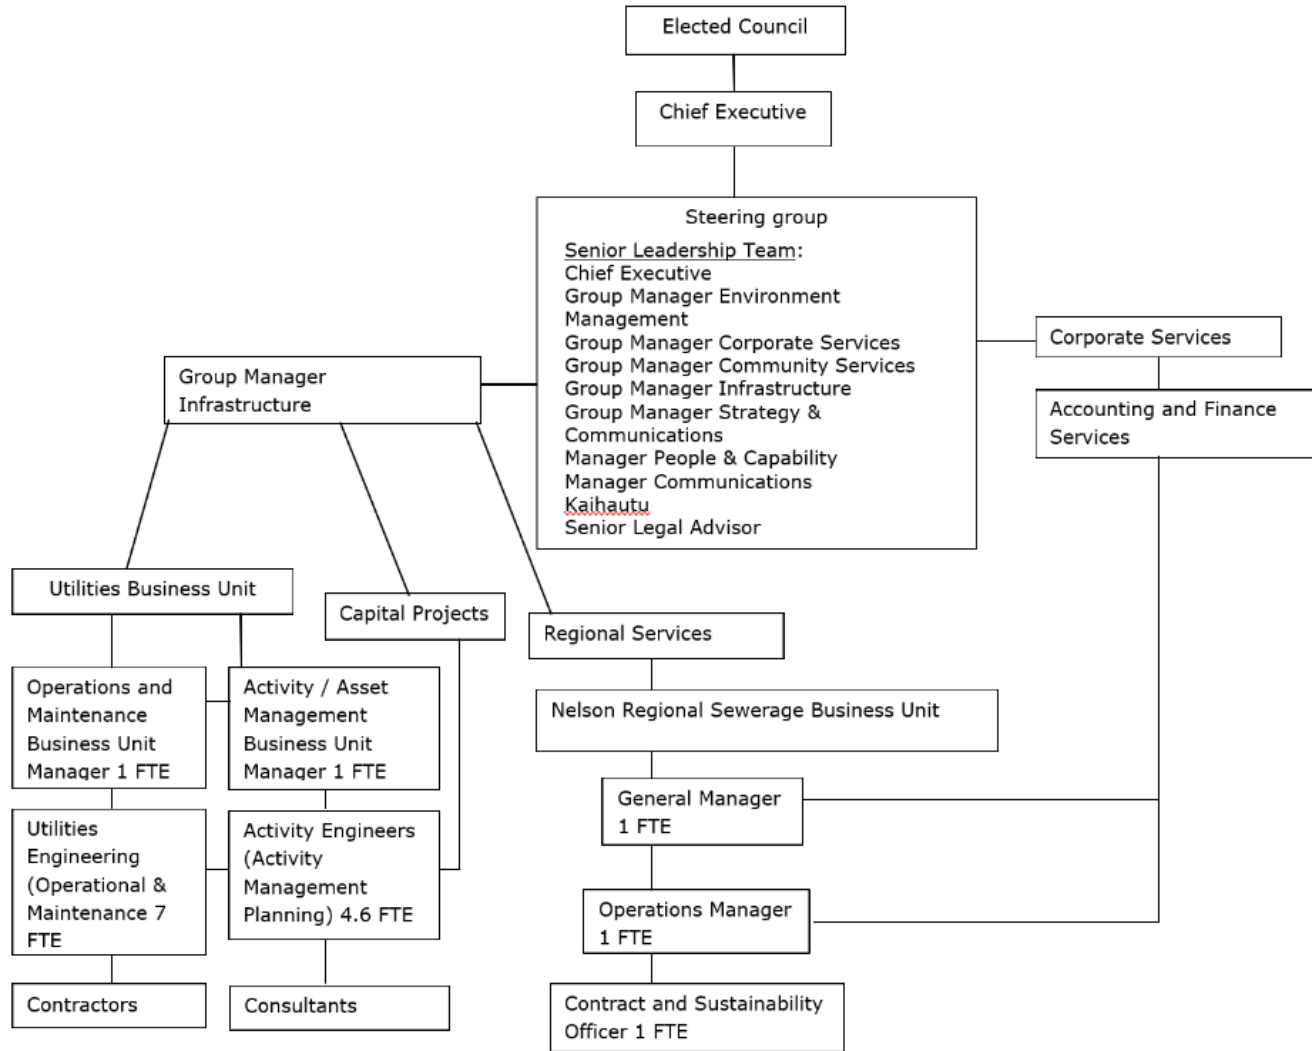 Elected Council
Chief Executive
Steering group
Senior Leadership Team:
Chief Executive
Group Manager Environment
Management
Group Manager Corporate Services
Group Manager Community Services
Group Manager Infrastructure
Group Manager Strategy &
Communications
Manager People & Capability
Manager Communications
Kaihautu
Senior Legal Advisor
Corporate Services
Accounting and Finance
Services
Group Manager
Infrastructure
Utilities Business Unit
Capital Projects
Regional Services
Operations and
Maintenance
Business Unit
Manager 1 FTE
Activity / Asset
Management
Business Unit
Manager 1 FTE
Nelson Regional Sewerage Business Unit
Utilities
Engineering
(Operational &
Maintenance 7
FTE
Activity Engineers
(Activity
Management
Planning) 4.6 FTE
General Manager
1 FTE
Operations Manager
1 FTE
Contractors
Consultants
Contract and Sustainability
Officer 1 FTE